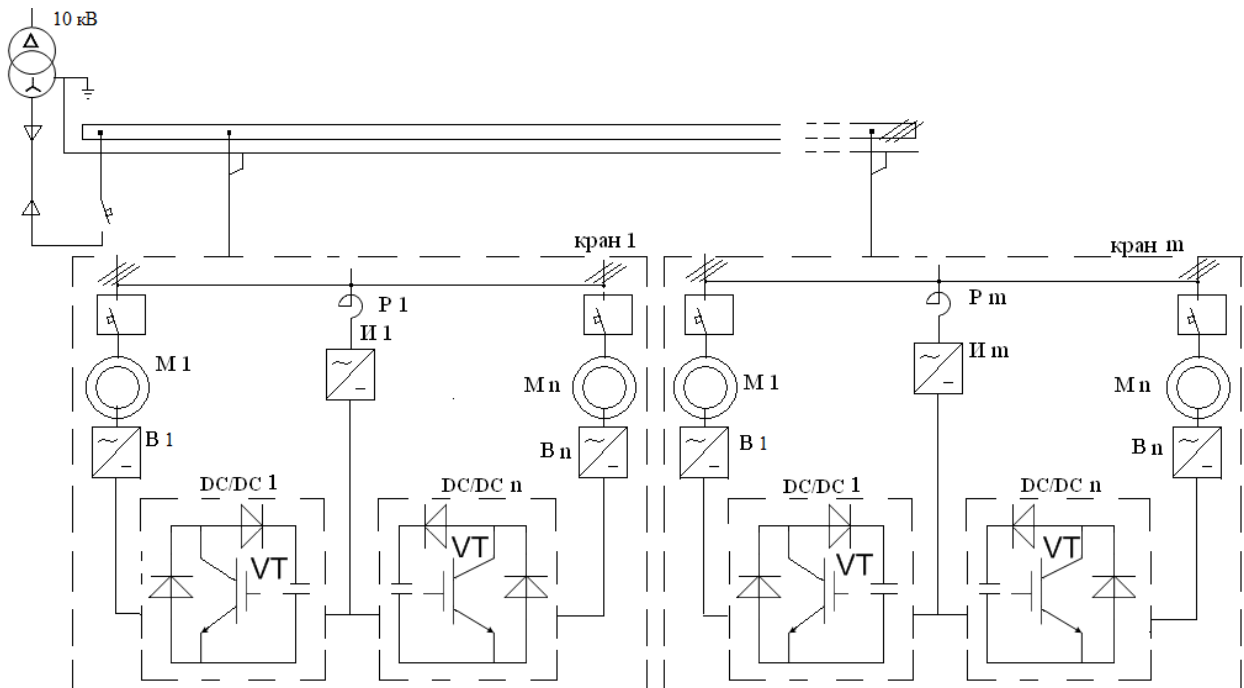 10 кВ
кран 1
кран m
Р 1
Р m
И 1
И m
М 1
М n
М 1
М n
В 1
В n
В 1
В n
DC/DC 1
DC/DC n
DC/DC 1
DC/DC n
VT
VT
VT
VT